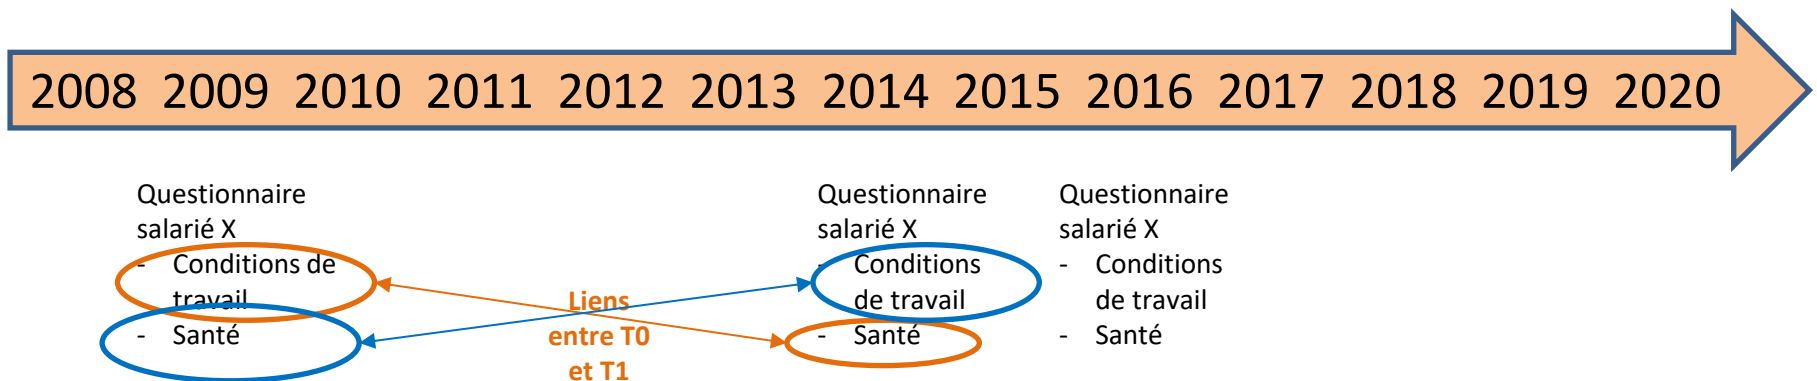 2008 2009 2010 2011 2012 2013 2014 2015 2016 2017 2018 2019 2020
Questionnaire
salarié X
- Conditions de
travail
- Santé
Liens
entre T0
et T1
Questionnaire
salarié X
- Conditions
de travail
- Santé
Questionnaire
salarié X
- Conditions
de travail
- Santé